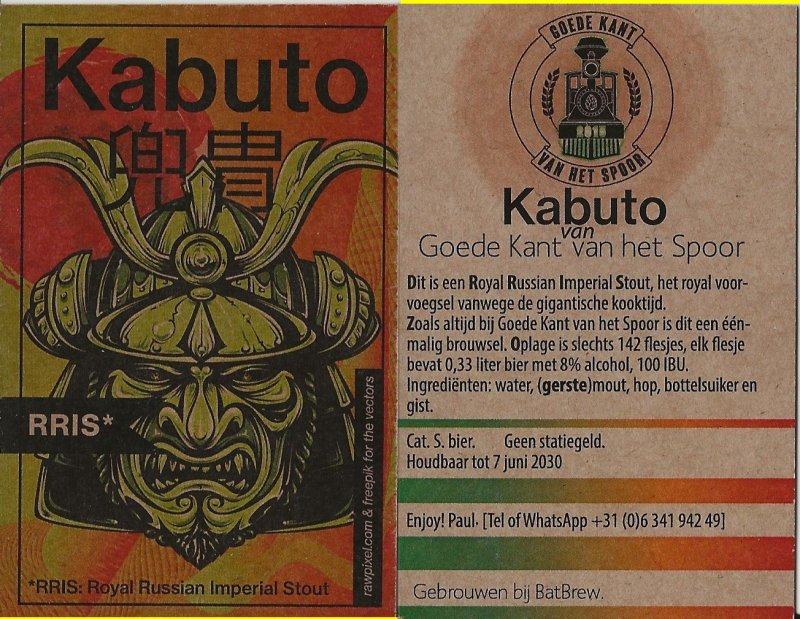 Kabuto
兜冑
RRIS*
rawpixel.com & freepik for the vectors
*RRIS: Royal Russian Imperial Stout
GOEDE KANT
VAN HET SPOOR
Kabuto
van
Goede Kant van het Spoor
Dit is een Royal Russian Imperial Stout, het royal voor-
voegsel vanwege de gigantische kooktijd.
Zoals altijd bij Goede Kant van het Spoor is dit een één-
malig brouwsel. Oplage is slechts 142 flesjes, elk flesje
bevat 0,33 liter bier met 8% alcohol, 100 IBU.
Ingrediënten: water, (gerste)mout, hop, bottelsuiker en
gist.
Cat. S. bier. Geen statiegeld.
Houdbaar tot 7 juni 2030
Enjoy! Paul. [Tel of WhatsApp +31 (0)6 341 942 49]
Gebrouwen bij BatBrew.